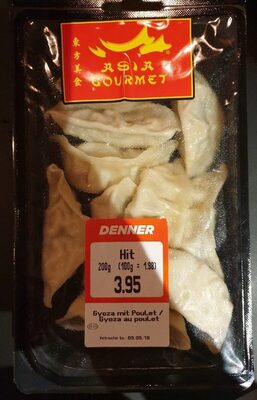 東方美食
ASIA
GOURMET
DENNER
Hit
200g (100g = 1.98)
3.95
Gyoza mit Poulet /
Gyoza au poulet